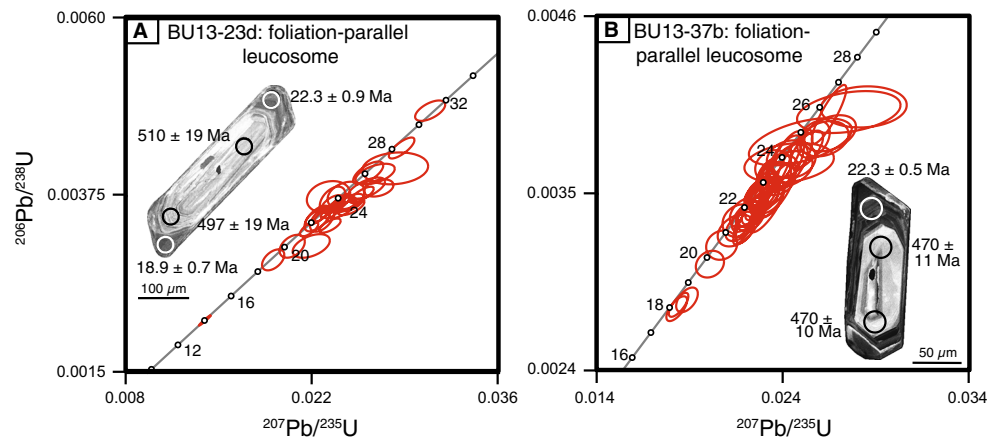 A BU13-23d: foliation-parallel
leucosome
0.0060
0.00375
0.0015
206Pb/238U
22.3 ± 0.9 Ma
510 ± 19 Ma
497 ± 19 Ma
18.9 ± 0.7 Ma
100 µm
32
28
24
20
16
12
0.008
0.022
0.036
207Pb/235U
B BU13-37b: foliation-
parallel leucosome
0.0046
0.0035
0.0024
28
26
24
22
20
18
16
22.3 ± 0.5 Ma
470 ±
11 Ma
470 ±
10 Ma
50 µm
0.014
0.024
0.034
207Pb/235U